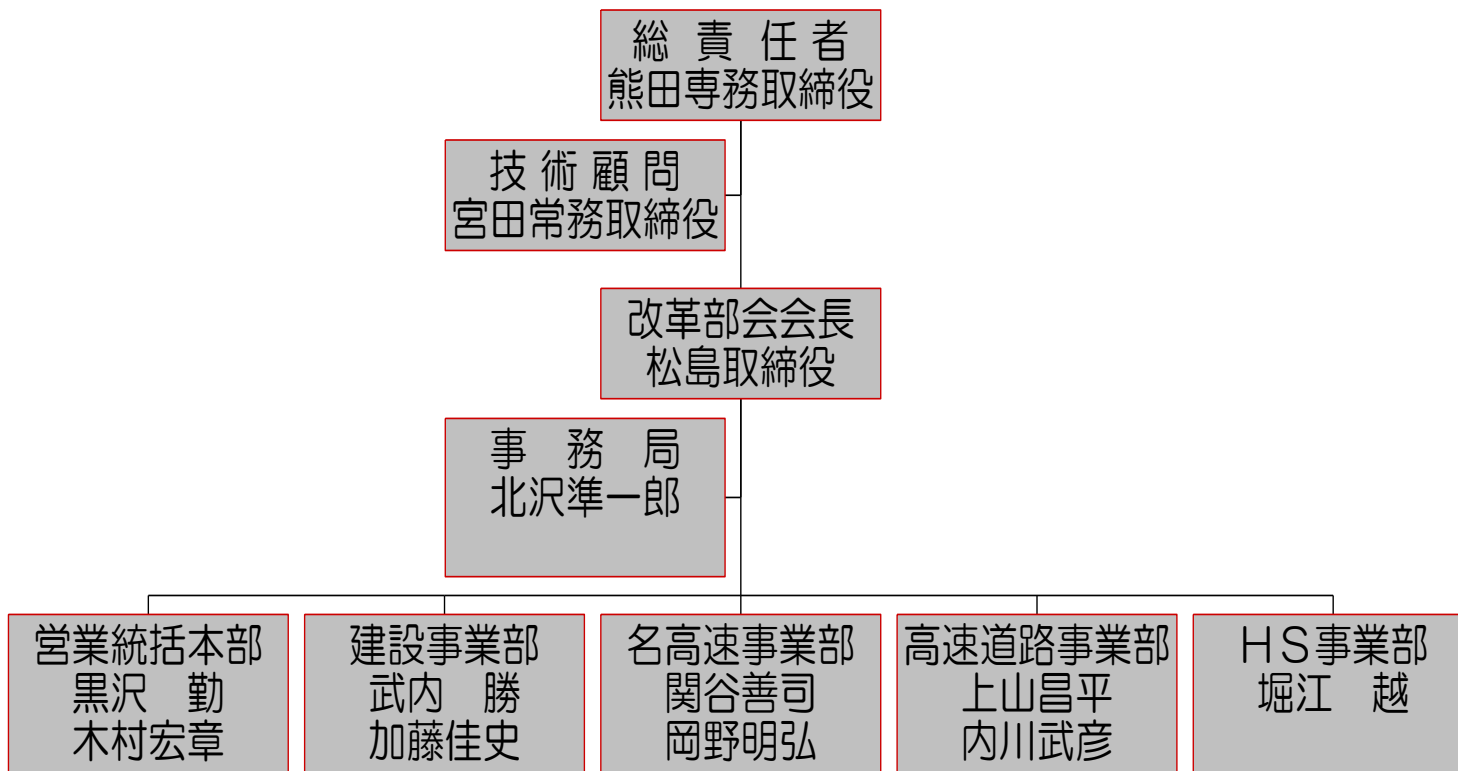 総 責 任 者
熊田専務取締役
技 術 顧 問
宮田常務取締役
改革部会会長
松島取締役
事　務　局
北沢準一郎
営業統括本部
黒沢　勤
木村宏章
建設事業部
武内　勝
加藤佳史
名高速事業部
関谷善司
岡野明弘
高速道路事業部
上山昌平
内川武彦
ＨＳ事業部
堀江　越